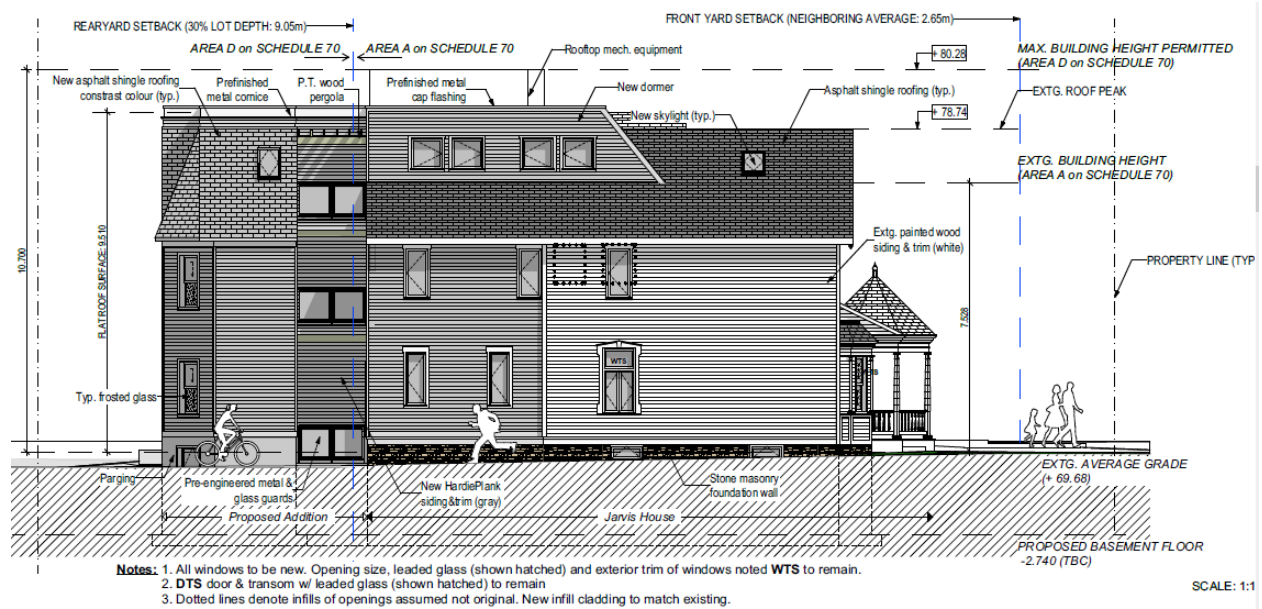 REARYARD SETBACK (30% LOT DEPTH: 9.05m)
FRONT YARD SETBACK (NEIGHBORING AVERAGE: 2.65m)
AREA D on SCHEDULE 70
AREA A on SCHEDULE 70
Rooftop mech. equipment
+ 80.28
MAX. BUILDING HEIGHT PERMITTED
(AREA D on SCHEDULE 70)
New asphalt shingle roofing
constrast colour (typ.)
Prefinished
metal cornice
P.T. wood
pergola
Prefinished metal
cap flashing
New dormer
Asphalt shingle roofing (typ.)
EXTG. ROOF PEAK
+ 78.74
New skylight (typ.)
EXTG. BUILDING HEIGHT
(AREA A on SCHEDULE 70)
10.700
FLAT ROOF SURFACE: 9.510
Extg. painted wood
siding & trim (white)
PROPERTY LINE (TYP
7.528
WTS
Typ. frosted glass
Parging
Pre-engineered metal &
glass guards
New HardiePlank
siding & trim (gray)
Stone masonry
foundation wall
EXTG. AVERAGE GRADE
(+ 69.68)
Proposed Addition
Jarvis House
PROPOSED BASEMENT FLOOR
-2.740 (TBC)
Notes: 1. All windows to be new. Opening size, leaded glass (shown hatched) and exterior trim of windows noted WTS to remain.
2. DTS door & transom w/ leaded glass (shown hatched) to remain
3. Dotted lines denote infills of openings assumed not original. New infill cladding to match existing.
SCALE: 1:1